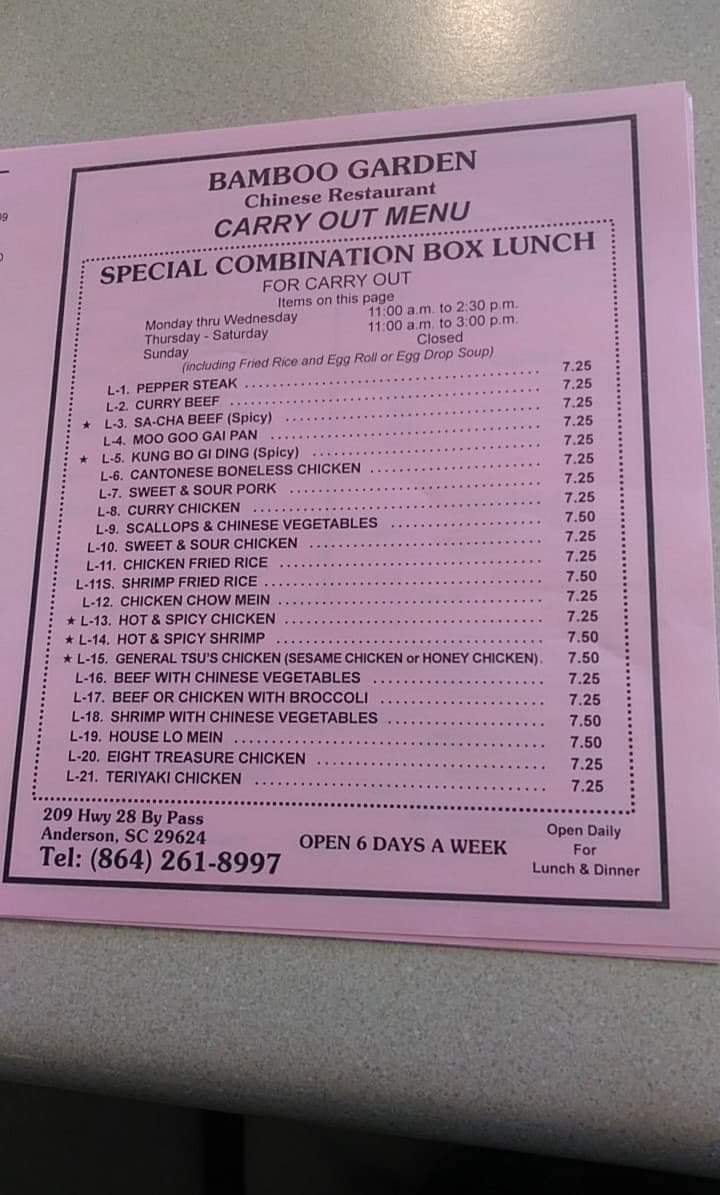 BAMBOO GARDEN
Chinese Restaurant
CARRY OUT MENU
SPECIAL COMBINATION BOX LUNCH
FOR CARRY OUT
Items on this page
Monday thru Wednesday 11:00 a.m. to 2:30 p.m.
Thursday - Saturday 11:00 a.m. to 3:00 p.m.
Sunday Closed
(including Fried Rice and Egg Roll or Egg Drop Soup)
L-1. PEPPER STEAK ........ 7.25
L-2. CURRY BEEF ........ 7.25
★ L-3. SA-CHA BEEF (Spicy) ........ 7.25
L-4. MOO GOO GAI PAN ........ 7.25
★ L-5. KUNG BO GI DING (Spicy) ........ 7.25
L-6. CANTONESE BONELESS CHICKEN ........ 7.25
L-7. SWEET & SOUR PORK ........ 7.25
L-8. CURRY CHICKEN ........ 7.25
L-9. SCALLOPS & CHINESE VEGETABLES ........ 7.50
L-10. SWEET & SOUR CHICKEN ........ 7.25
L-11. CHICKEN FRIED RICE ........ 7.25
L-11S. SHRIMP FRIED RICE ........ 7.50
L-12. CHICKEN CHOW MEIN ........ 7.25
★ L-13. HOT & SPICY CHICKEN ........ 7.25
★ L-14. HOT & SPICY SHRIMP ........ 7.50
★ L-15. GENERAL TSU'S CHICKEN (SESAME CHICKEN or HONEY CHICKEN). 7.50
L-16. BEEF WITH CHINESE VEGETABLES ........ 7.25
L-17. BEEF OR CHICKEN WITH BROCCOLI ........ 7.25
L-18. SHRIMP WITH CHINESE VEGETABLES ........ 7.50
L-19. HOUSE LO MEIN ........ 7.50
L-20. EIGHT TREASURE CHICKEN ........ 7.25
L-21. TERIYAKI CHICKEN ........ 7.25
209 Hwy 28 By Pass
Anderson, SC 29624
Tel: (864) 261-8997
OPEN 6 DAYS A WEEK
Open Daily
For
Lunch & Dinner